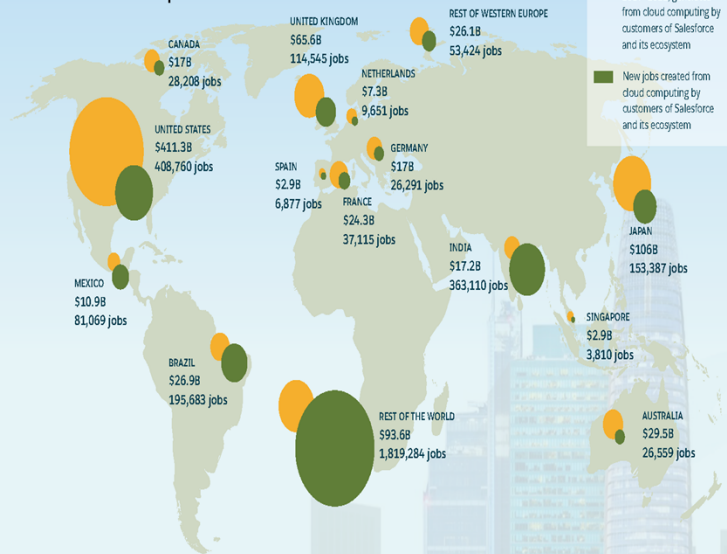 from cloud computing by
customers of Salesforce
and its ecosystem
New jobs created from
cloud computing by
customers of Salesforce
and its ecosystem
REST OF WESTERN EUROPE
$26.1B
53,424 jobs
UNITED KINGDOM
$65.6B
114,545 jobs
CANADA
$17B
28,208 jobs
NETHERLANDS
$7.3B
9,651 jobs
UNITED STATES
$411.3B
408,760 jobs
GERMANY
$17B
26,291 jobs
SPAIN
$2.9B
6,877 jobs
FRANCE
$24.3B
37,115 jobs
JAPAN
$106B
153,387 jobs
INDIA
$17.2B
363,110 jobs
MEXICO
$10.9B
81,069 jobs
SINGAPORE
$2.9B
3,810 jobs
BRAZIL
$26.9B
195,683 jobs
REST OF THE WORLD
$93.6B
1,819,284 jobs
AUSTRALIA
$29.5B
26,559 jobs